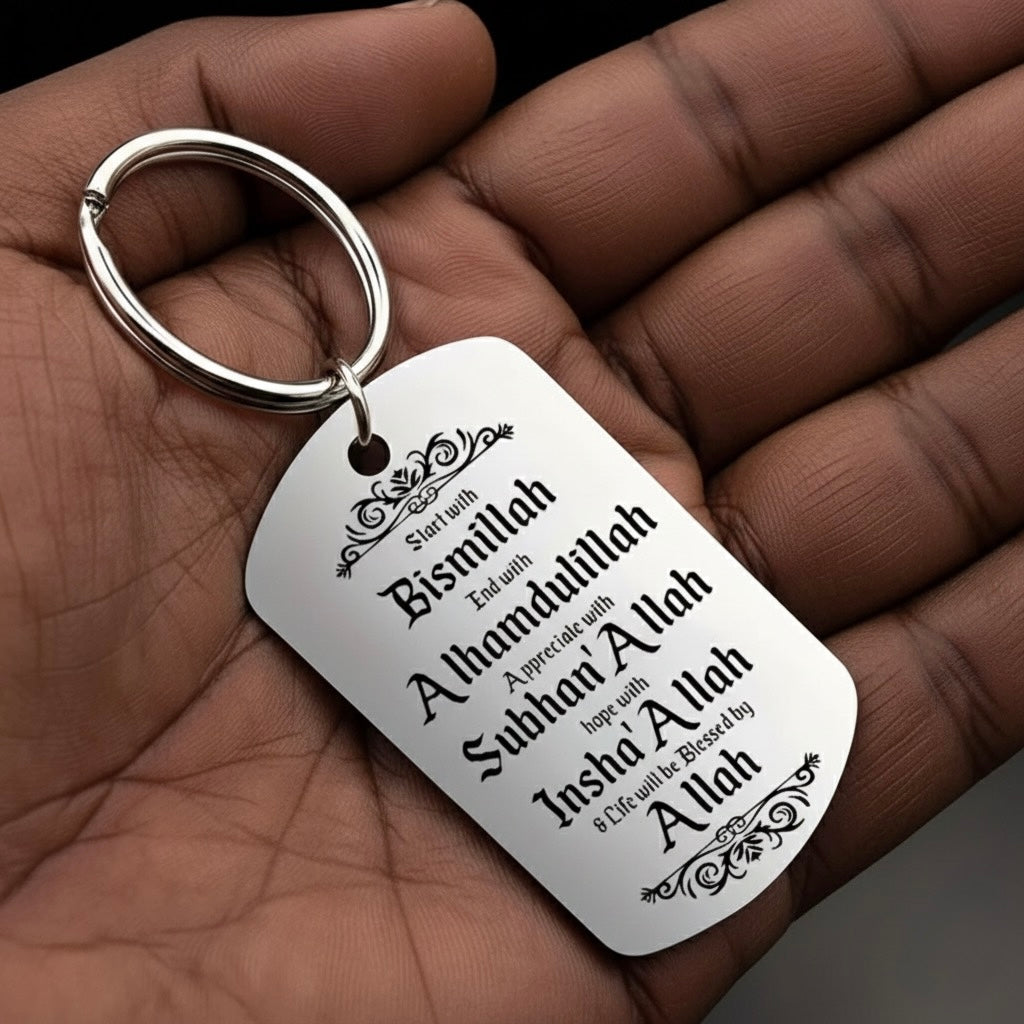 Start with
Bismillah
End with
Alhamdulillah
Appreciate with
Subhan'Allah
hope with
Insha'Allah
& Life will be Blessed by
Allah